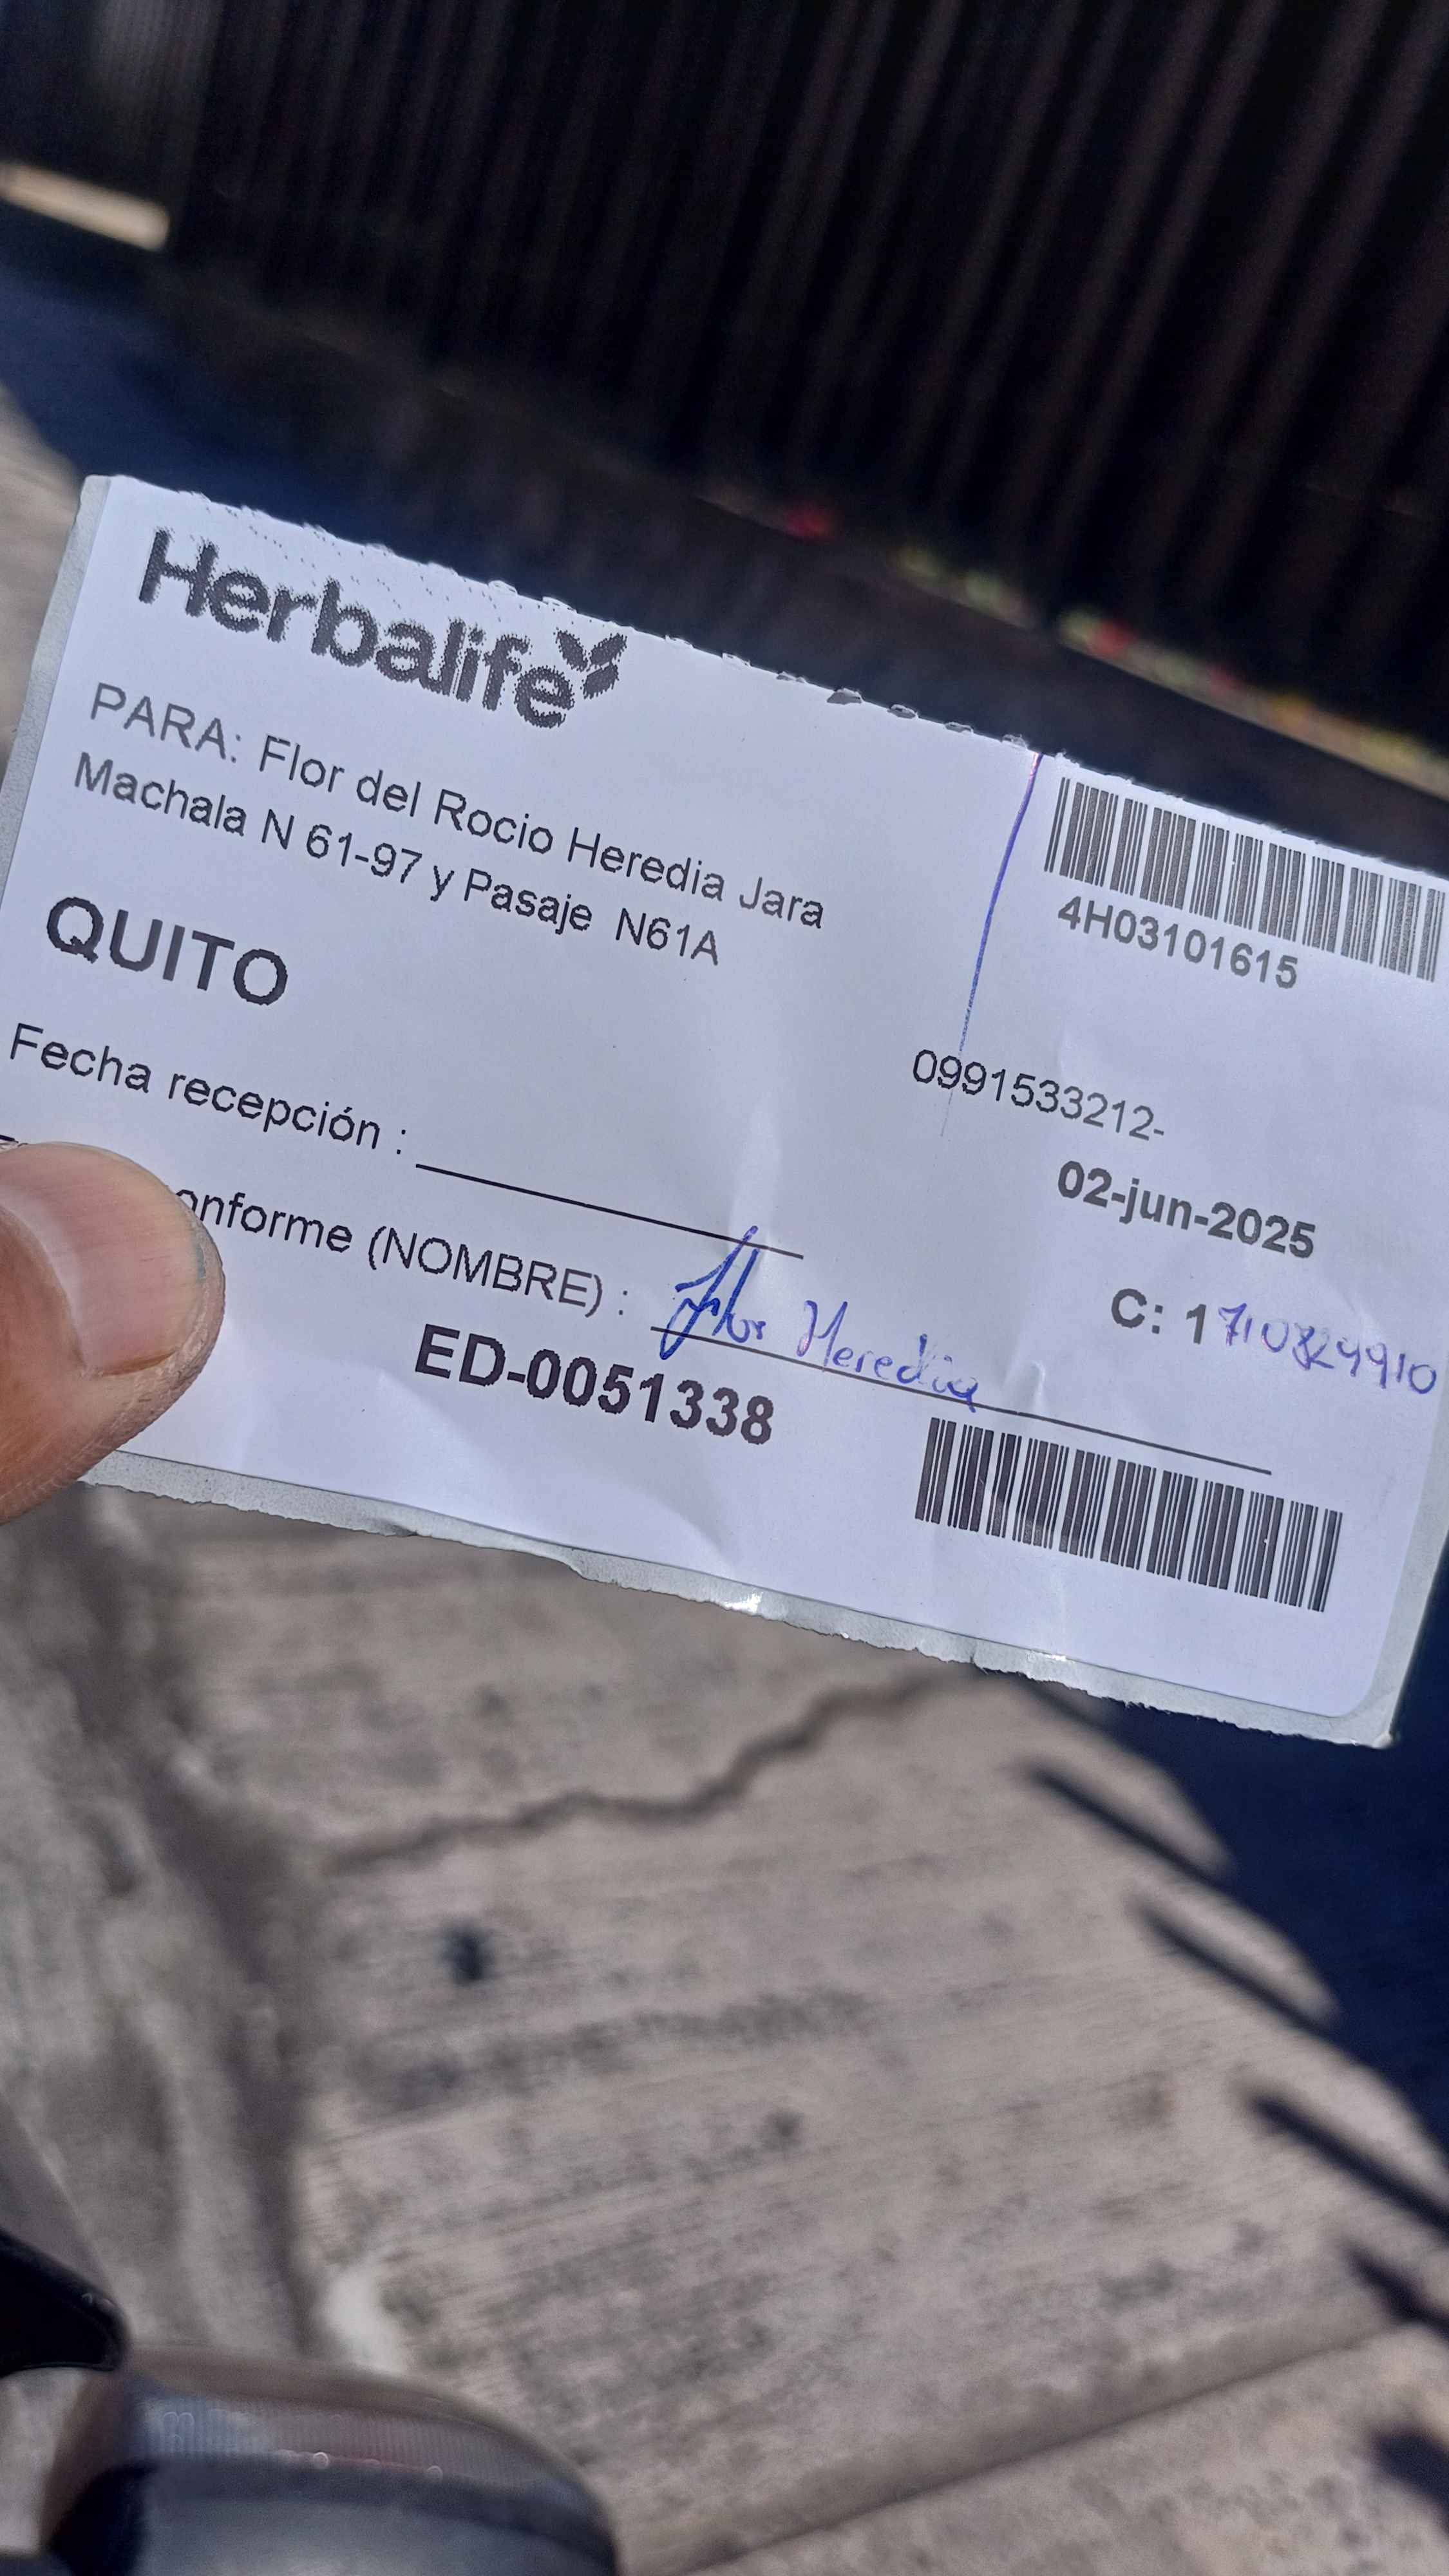 Herbalife
PARA: Flor del Rocio Heredia Jara
Machala N 61-97 y Pasaje N61A
QUITO
4H03101615
0991533212-
02-jun-2025
Fecha recepción :
onforme (NOMBRE) : Flor Heredia
C: 1710829910
ED-0051338